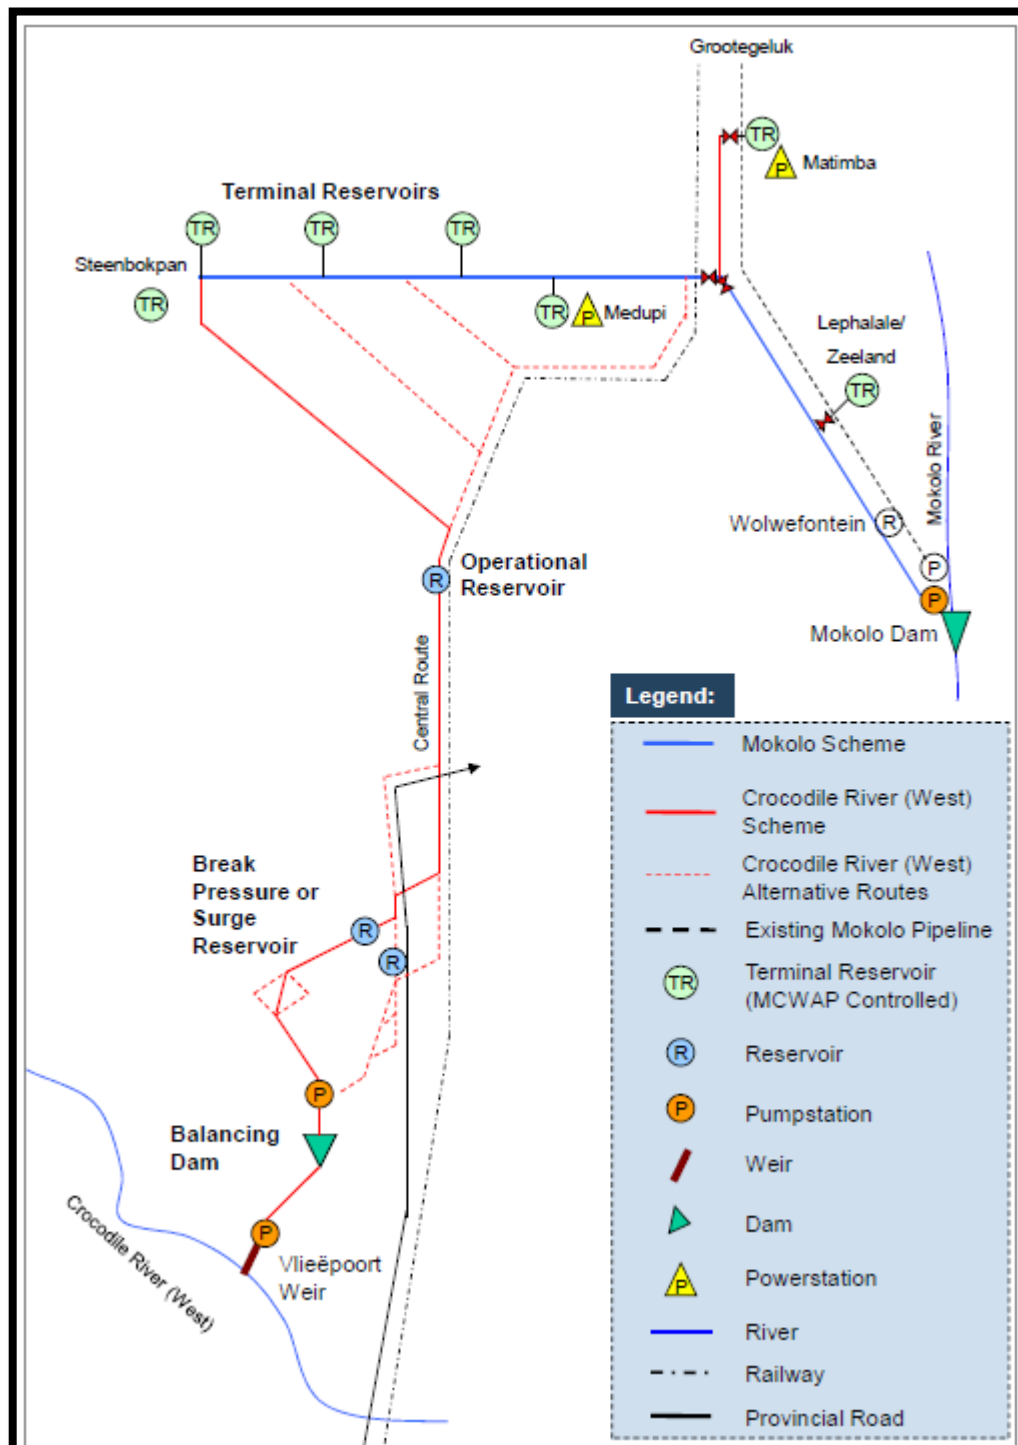 Grootegeluk
TR
P
Matimba
Terminal Reservoirs
TR
TR
TR
Steenbokpan
TR
TR
P
Medupi
Lephalale/
Zeeland
TR
Mokolo River
Wolwefontein
R
P
P
Mokolo Dam
R
Operational
Reservoir
Central Route
Break
Pressure or
Surge
Reservoir
R
R
P
Balancing
Dam
P
Vlieëpoort
Weir
Crocodile River (West)
Legend:
Mokolo Scheme
Crocodile River (West)
Scheme
Crocodile River (West)
Alternative Routes
Existing Mokolo Pipeline
TR
Terminal Reservoir
(MCWAP Controlled)
R
Reservoir
P
Pumpstation
Weir
Dam
P
Powerstation
River
Railway
Provincial Road